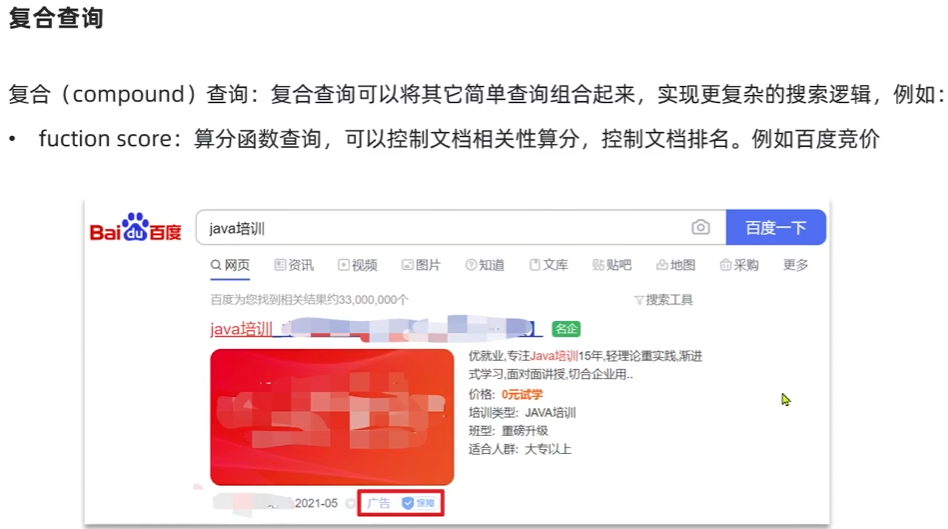 复合查询
复合（compound）查询：复合查询可以将其它简单查询组合起来，实现更复杂的搜索逻辑，例如：
• fuction score：算分函数查询，可以控制文档相关性算分，控制文档排名。例如百度竞价
Bai du 百度
java培训
百度一下
网页 资讯 视频 图片 知道 文库 贴吧 地图 采购 更多
百度为您找到相关结果约33,000,000个
搜索工具
java培训
名企
优就业,专注Java培训15年,轻理论重实践,渐进
式学习,面对面讲授,切合企业用..
价格: 0元试学
培训类型: JAVA培训
班型: 重磅升级
适合人群: 大专以上
2021-05 广告 保障